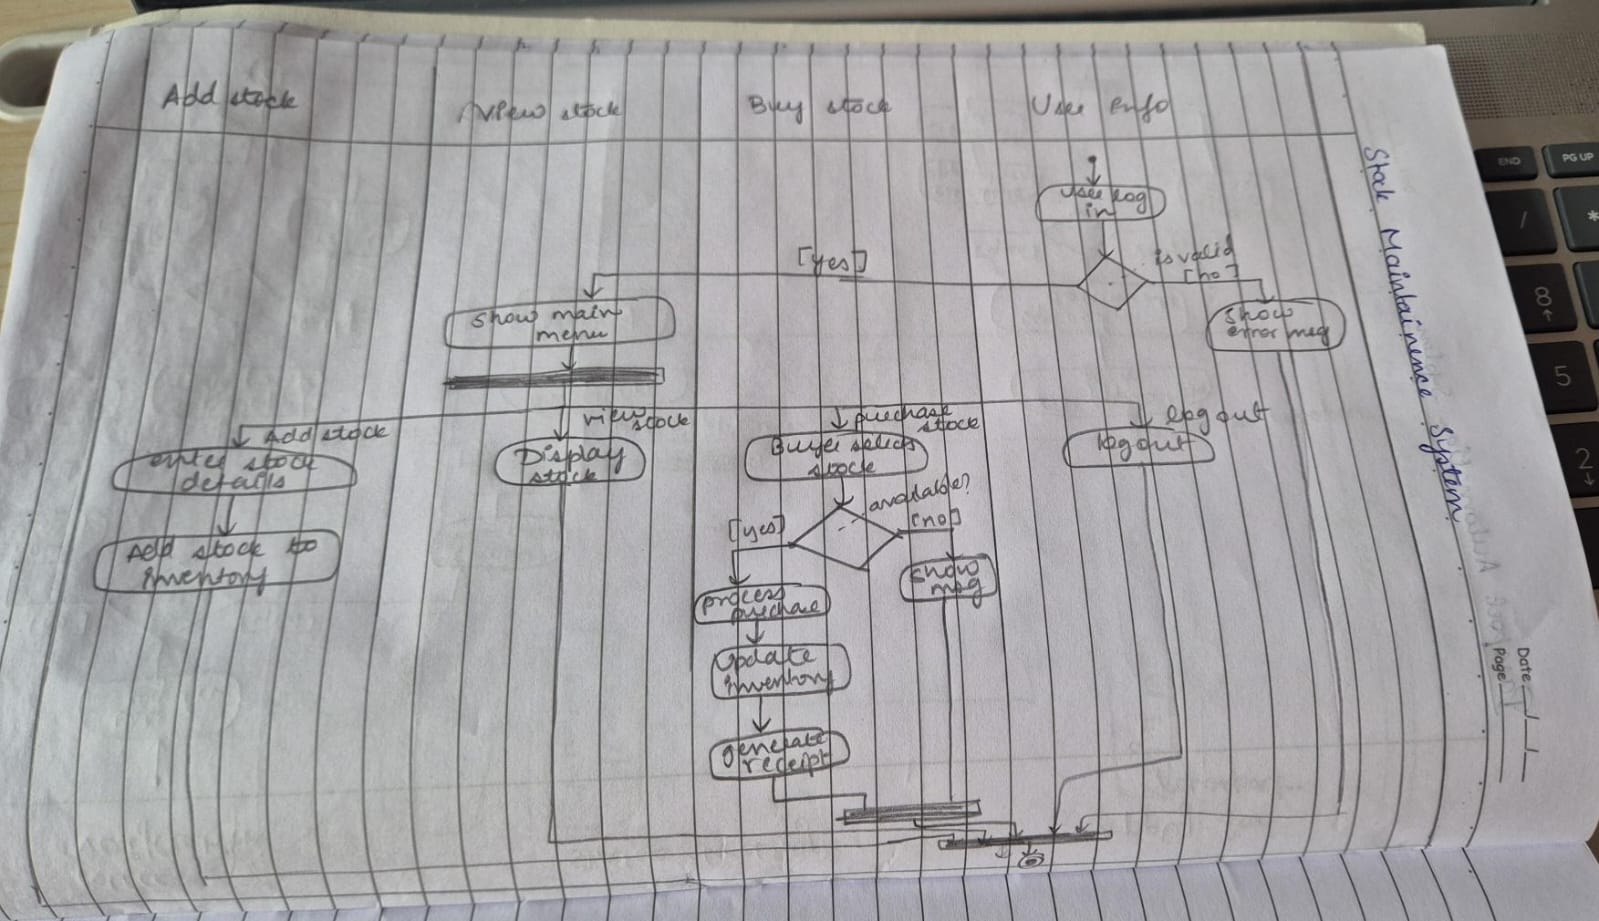 Add stock
View stock
Buy stock
User Info
Stock Maintainence System
User log
in
is valid
[yes]
[no]
show main
menu
show
error msg
Add stock
view
stock
purchase
stock
log out
enter stock
details
Display
stock
Buyer selects
stock
logout
available?
[yes]
[no]
Add stock to
inventory
process
purchase
show
msg
update
inventory
generate
receipt
Date
Page
END
PG UP
/
*
8
5
2